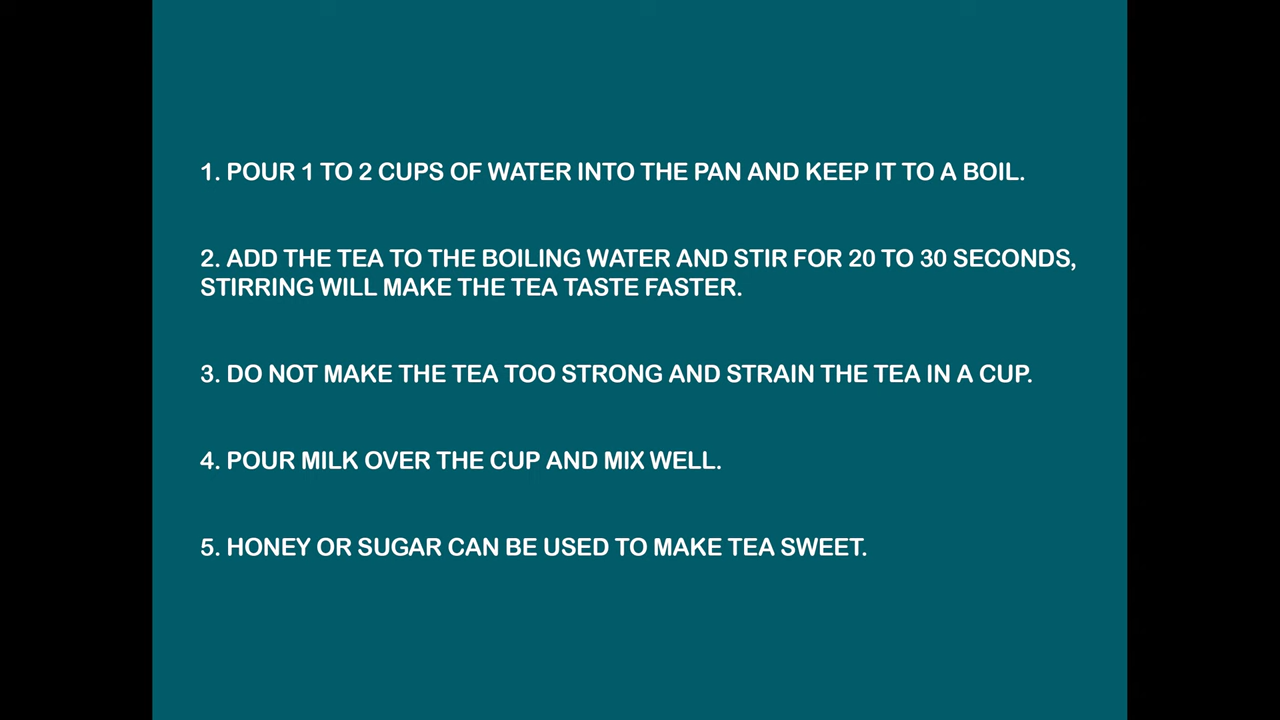 1. POUR 1 TO 2 CUPS OF WATER INTO THE PAN AND KEEP IT TO A BOIL.
2. ADD THE TEA TO THE BOILING WATER AND STIR FOR 20 TO 30 SECONDS,
STIRRING WILL MAKE THE TEA TASTE FASTER.
3. DO NOT MAKE THE TEA TOO STRONG AND STRAIN THE TEA IN A CUP.
4. POUR MILK OVER THE CUP AND MIX WELL.
5. HONEY OR SUGAR CAN BE USED TO MAKE TEA SWEET.